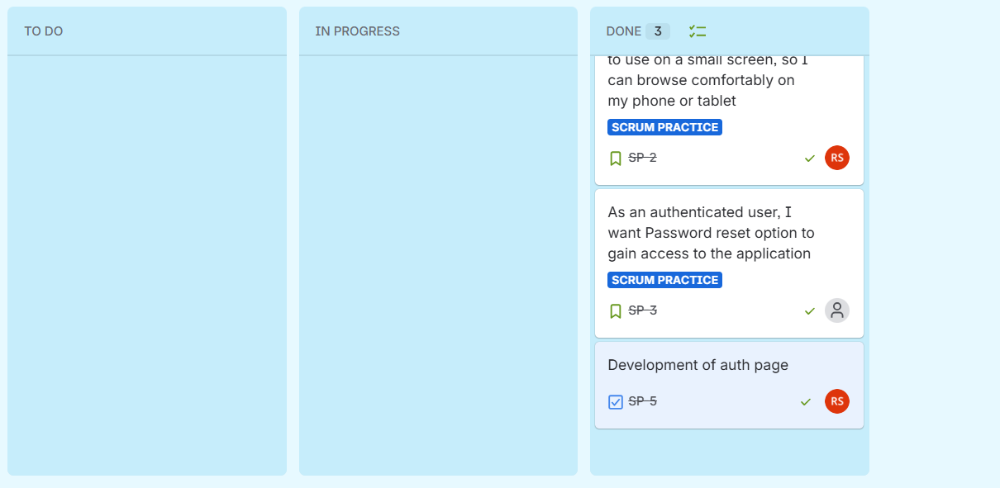 TO DO
IN PROGRESS
DONE 3
to use on a small screen, so I
can browse comfortably on
my phone or tablet
SCRUM PRACTICE
SP-2
RS
As an authenticated user, I
want Password reset option to
gain access to the application
SCRUM PRACTICE
SP-3
Development of auth page
SP-5
RS